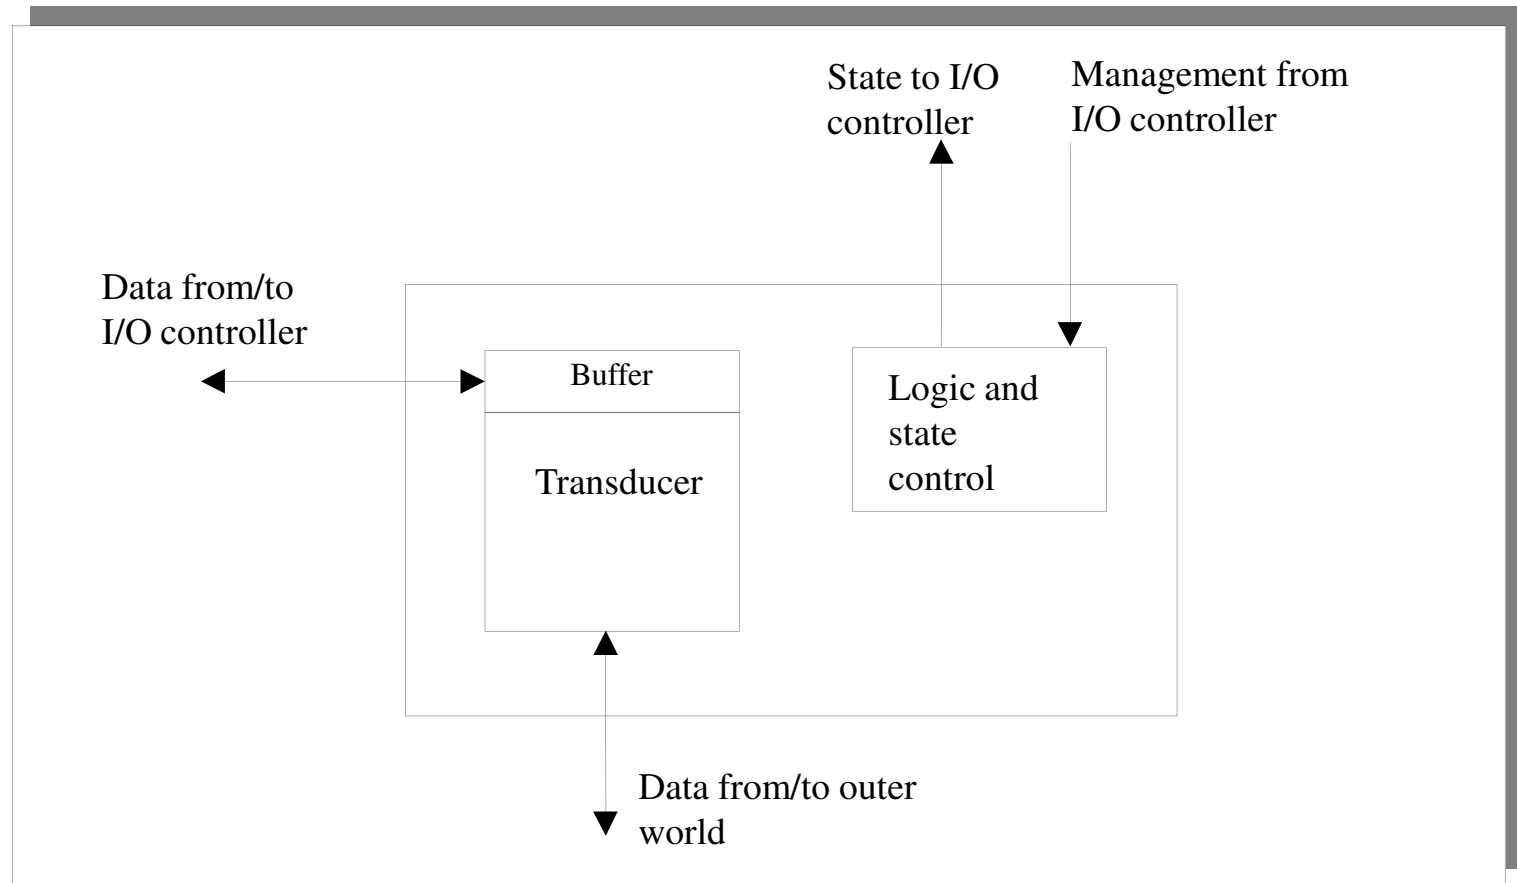 State to I/O
controller
Management from
I/O controller
Data from/to
I/O controller
Buffer
Transducer
Logic and
state
control
Data from/to outer
world